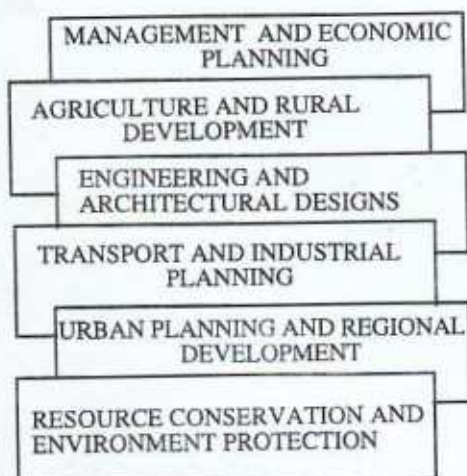 MANAGEMENT AND ECONOMIC
PLANNING
AGRICULTURE AND RURAL
DEVELOPMENT
ENGINEERING AND
ARCHITECTURAL DESIGNS
TRANSPORT AND INDUSTRIAL
PLANNING
URBAN PLANNING AND REGIONAL
DEVELOPMENT
RESOURCE CONSERVATION AND
ENVIRONMENT PROTECTION